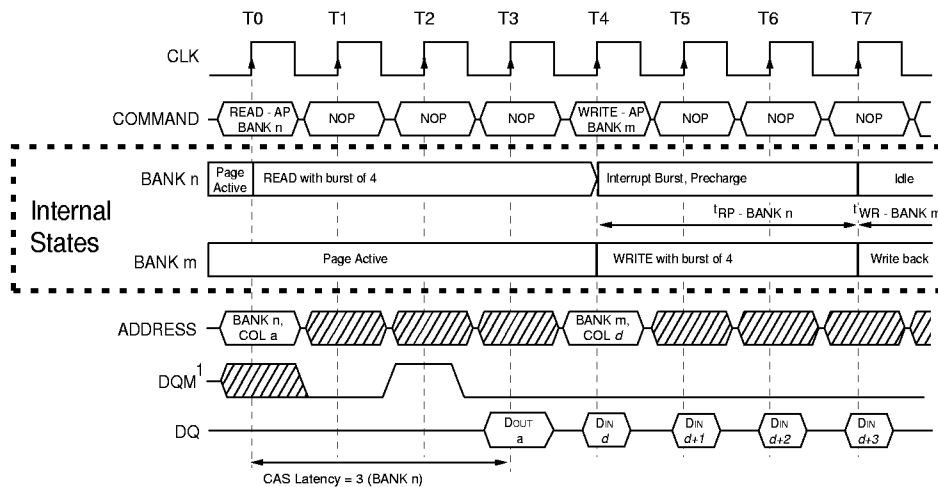 T0 T1 T2 T3 T4 T5 T6 T7
CLK
COMMAND
READ - AP
BANK n
NOP
NOP
NOP
WRITE - AP
BANK m
NOP
NOP
NOP
BANK n
Page
Active
READ with burst of 4
Interrupt Burst, Precharge
Idle
Internal
States
tRP - BANK n
tWR - BANK m
BANK m
Page Active
WRITE with burst of 4
Write back
ADDRESS
BANK n,
COL a
BANK m,
COL d
DQM1
DQ
DOUT
a
DIN
d
DIN
d+1
DIN
d+2
DIN
d+3
CAS Latency = 3 (BANK n)